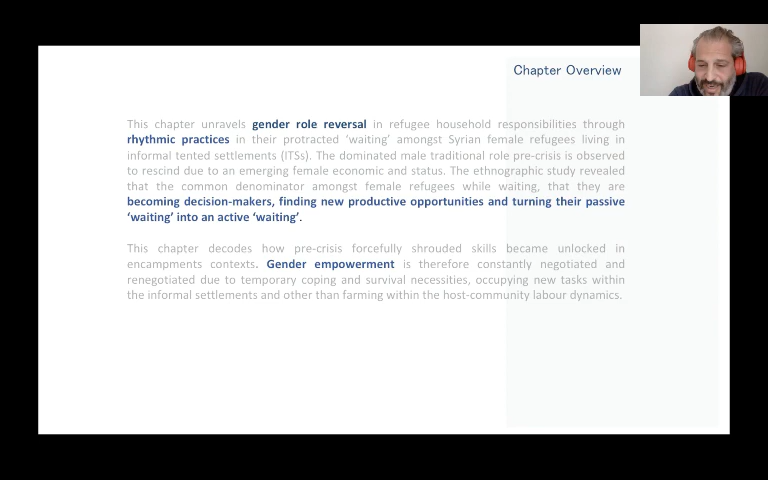 Chapter Overview
This chapter unravels gender role reversal in refugee household responsibilities through
rhythmic practices in their protracted ‘waiting’ amongst Syrian female refugees living in
informal tented settlements (ITSs). The dominated male traditional role pre-crisis is observed
to rescind due to an emerging female economic and status. The ethnographic study revealed
that the common denominator amongst female refugees while waiting, that they are
becoming decision-makers, finding new productive opportunities and turning their passive
‘waiting’ into an active ‘waiting’.
This chapter decodes how pre-crisis forcefully shrouded skills became unlocked in
encampments contexts. Gender empowerment is therefore constantly negotiated and
renegotiated due to temporary coping and survival necessities, occupying new tasks within
the informal settlements and other than farming within the host-community labour dynamics.